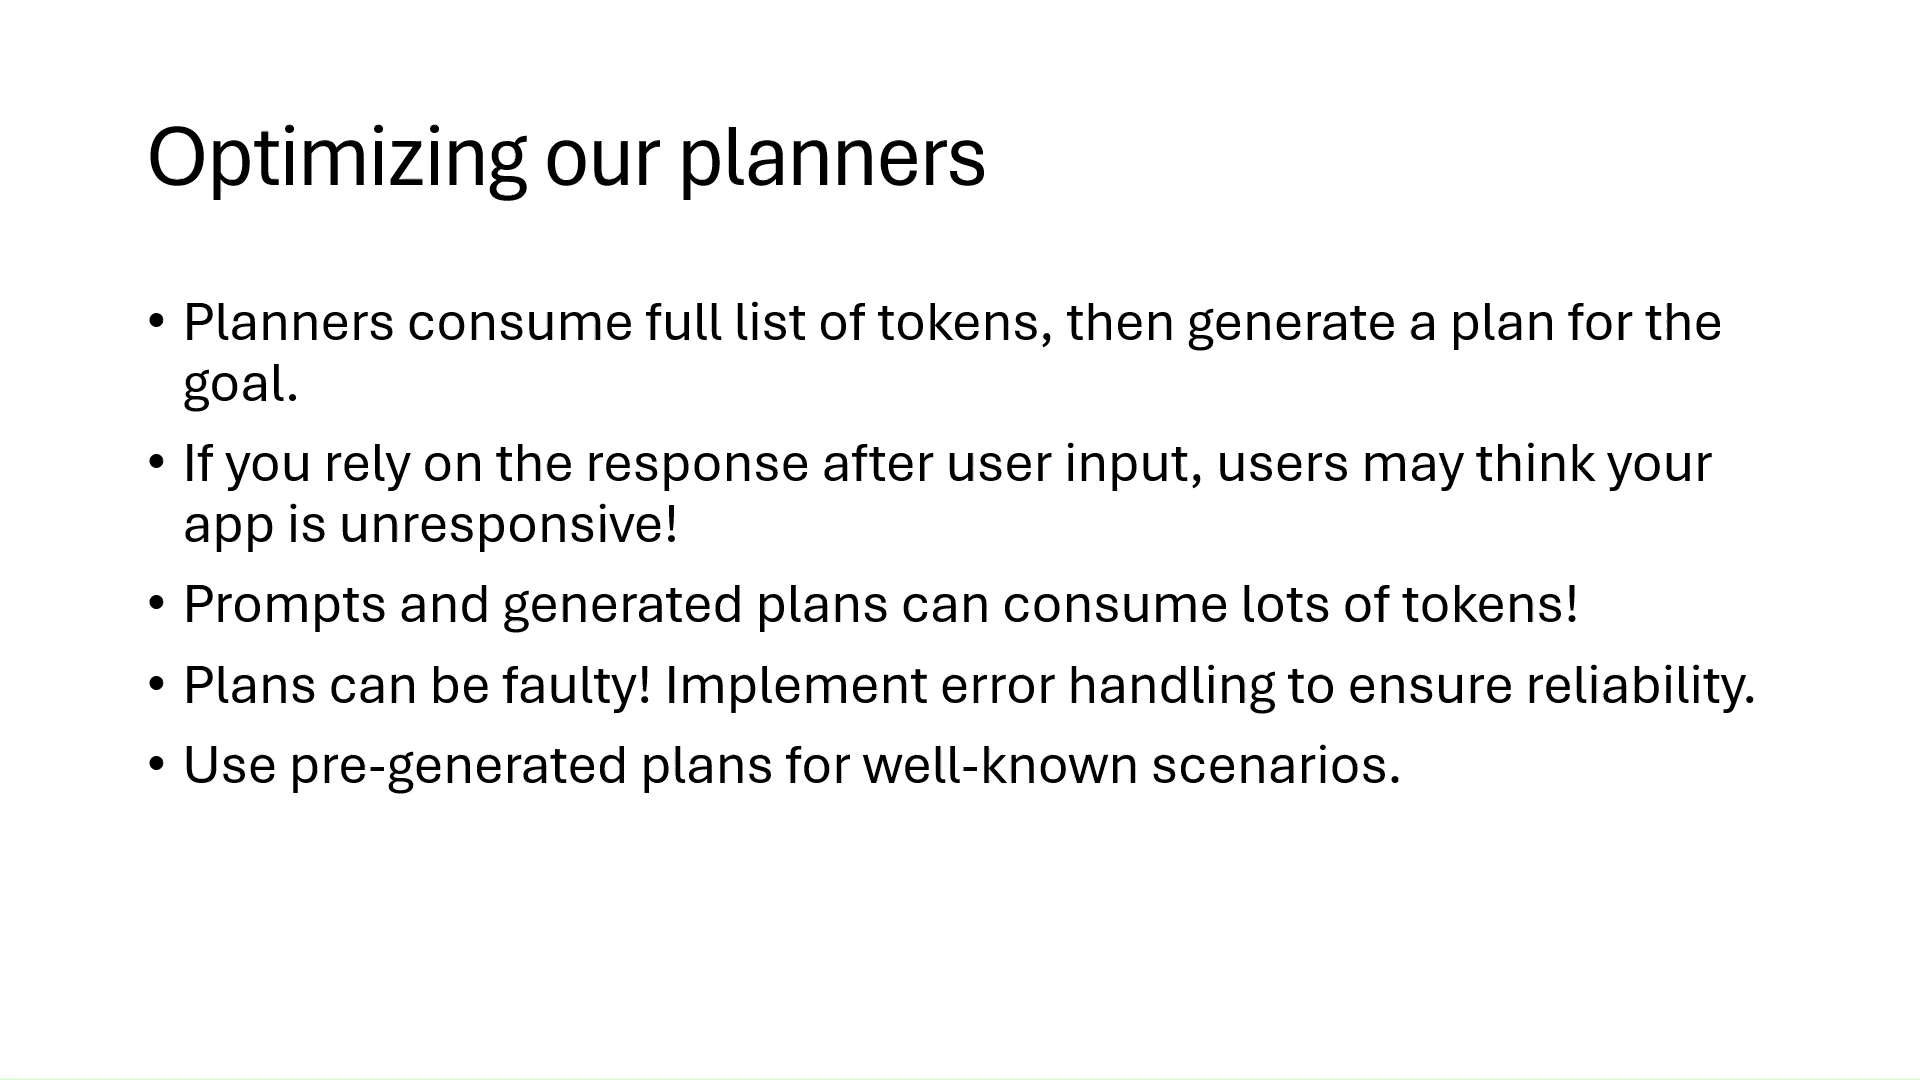 Optimizing our planners
• Planners consume full list of tokens, then generate a plan for the
goal.
• If you rely on the response after user input, users may think your
app is unresponsive!
• Prompts and generated plans can consume lots of tokens!
• Plans can be faulty! Implement error handling to ensure reliability.
• Use pre-generated plans for well-known scenarios.